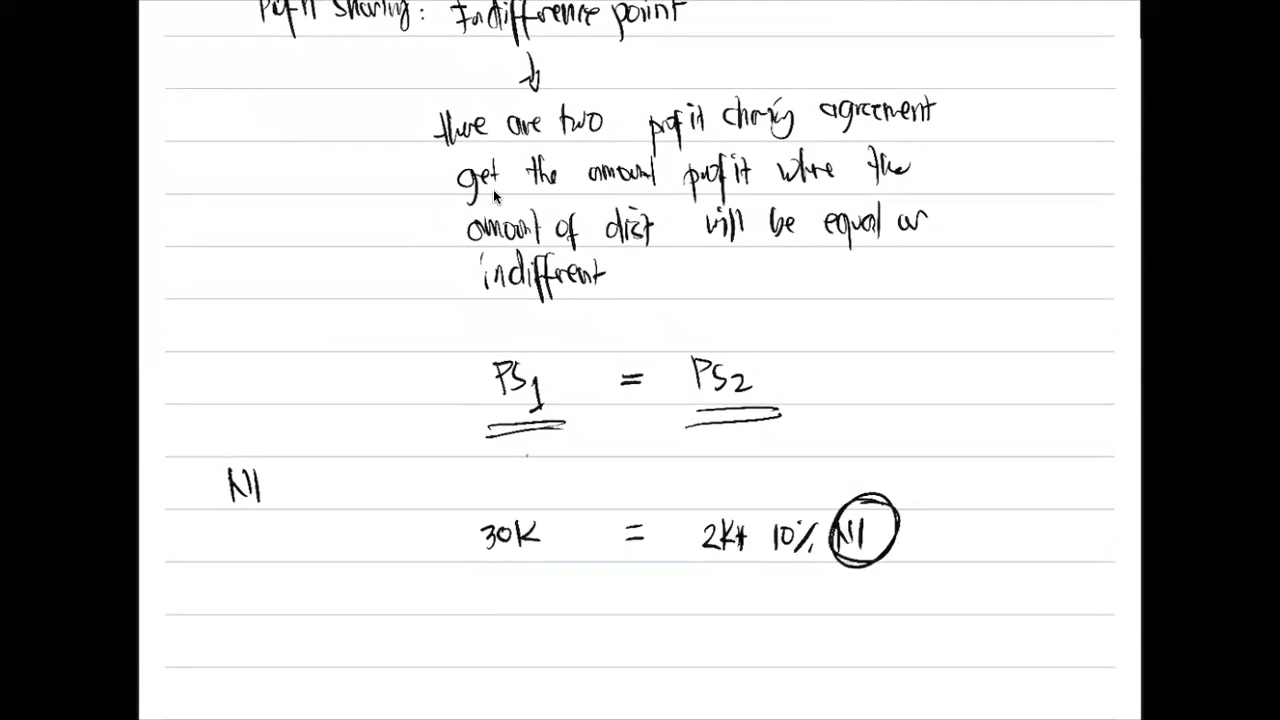 Profit sharing: Indifference point
there are two profit sharing agreement
get the amount profit where the
amount of dist will be equal or
indifferent
PS1 = PS2
NI
30K = 2K+ 10% NI